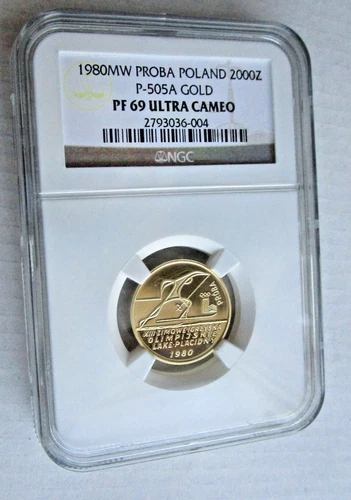 1980MW PROBA POLAND 2000Z
P-505A GOLD
PF 69 ULTRA CAMEO
2793036-004
NGC
PRÓBA
XIII ZIMOWE IGRZYSKA
OLIMPIJSKIE
LAKE-PLACID NY
1980